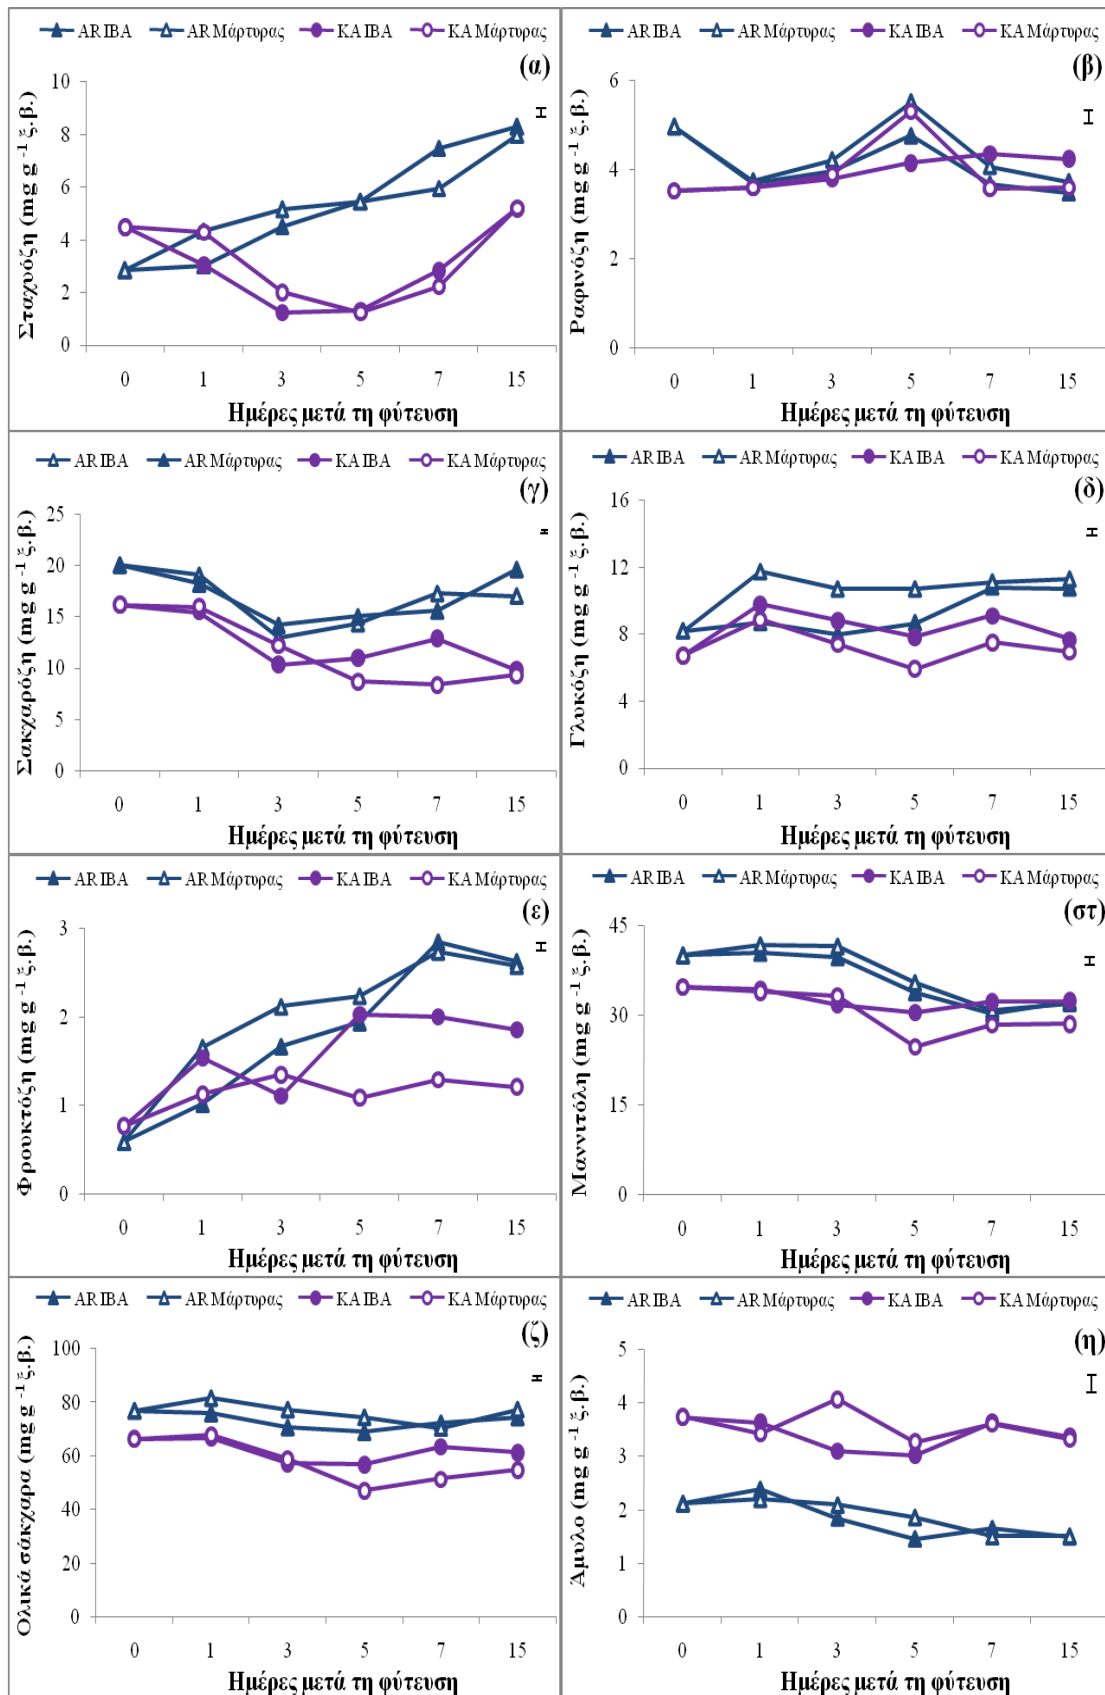 AR IBA AR Μάρτυρας KA IBA KA Μάρτυρας
(α)
Σταχυόζη (mg g -1 ξ.β.)
10
8
6
4
2
0
0 1 3 5 7 15
Ημέρες μετά τη φύτευση
AR IBA AR Μάρτυρας KA IBA KA Μάρτυρας
(β)
Ραφινόζη (mg g -1 ξ.β.)
6
4
2
0
0 1 3 5 7 15
Ημέρες μετά τη φύτευση
AR IBA AR Μάρτυρας KA IBA KA Μάρτυρας
(γ)
Σακχαρόζη (mg g -1 ξ.β.)
25
20
15
10
5
0
0 1 3 5 7 15
Ημέρες μετά τη φύτευση
AR IBA AR Μάρτυρας KA IBA KA Μάρτυρας
(δ)
Γλυκόζη (mg g -1 ξ.β.)
16
12
8
4
0
0 1 3 5 7 15
Ημέρες μετά τη φύτευση
AR IBA AR Μάρτυρας KA IBA KA Μάρτυρας
(ε)
Φρουκτόζη (mg g -1 ξ.β.)
3
2
1
0
0 1 3 5 7 15
Ημέρες μετά τη φύτευση
AR IBA AR Μάρτυρας KA IBA KA Μάρτυρας
(στ)
Μαννιτόλη (mg g -1 ξ.β.)
45
30
15
0
0 1 3 5 7 15
Ημέρες μετά τη φύτευση
AR IBA AR Μάρτυρας KA IBA KA Μάρτυρας
(ζ)
Ολικά σάκχαρα (mg g -1 ξ.β.)
100
80
60
40
20
0
0 1 3 5 7 15
Ημέρες μετά τη φύτευση
AR IBA AR Μάρτυρας KA IBA KA Μάρτυρας
(η)
Άμυλο (mg g -1 ξ.β.)
5
4
3
2
1
0
0 1 3 5 7 15
Ημέρες μετά τη φύτευση